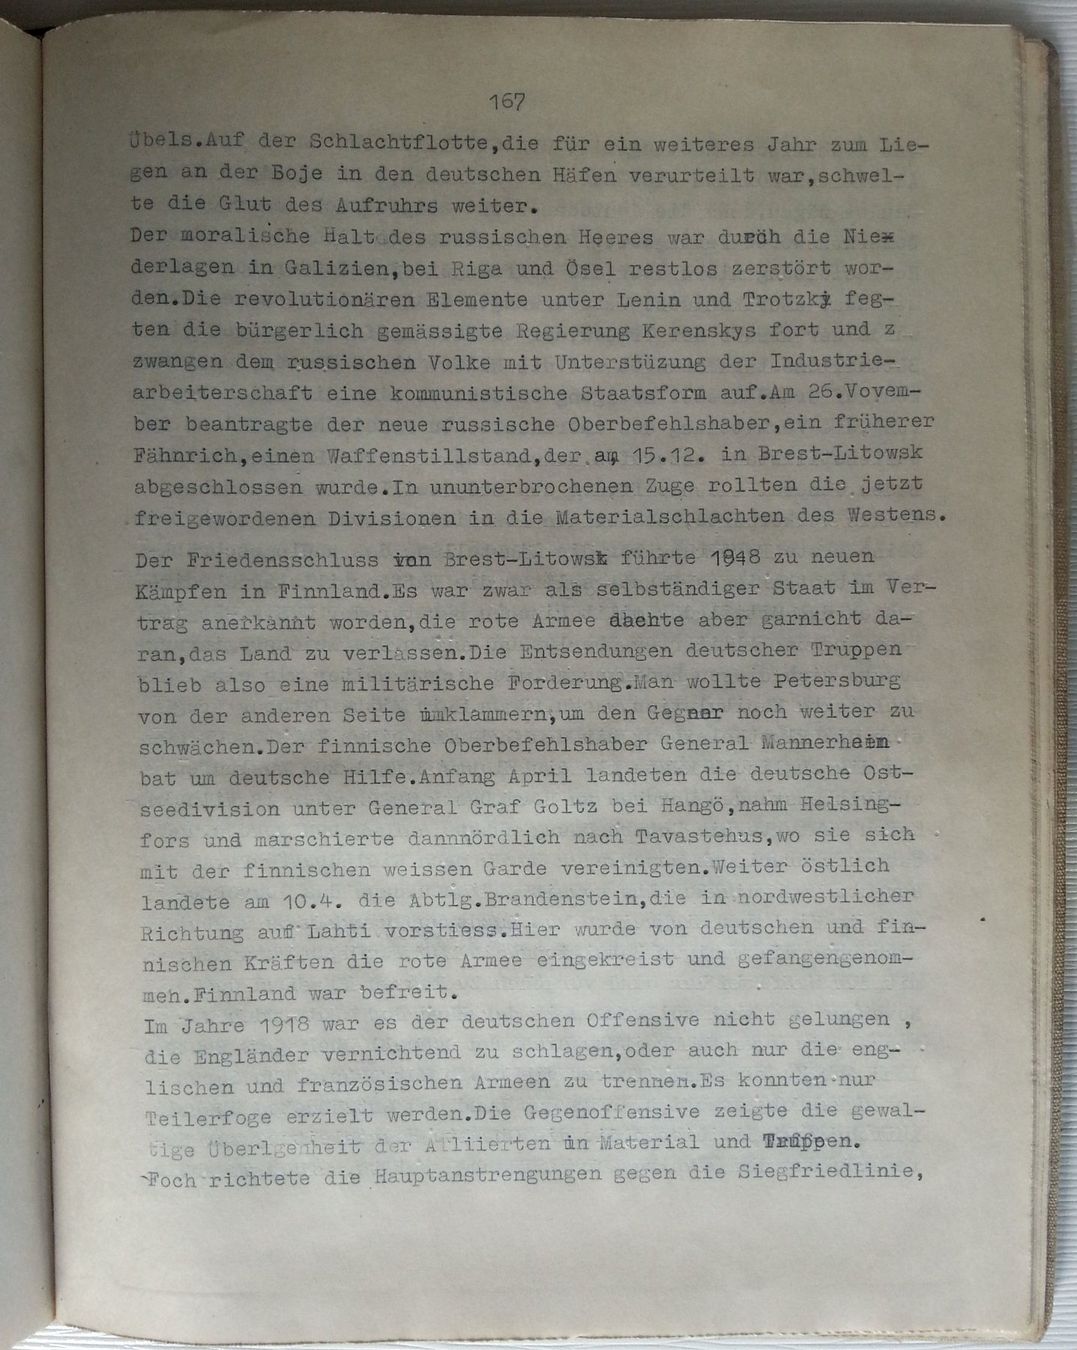 167
Übels.Auf der Schlachtflotte,die für ein weiteres Jahr zum Lie-
gen an der Boje in den deutschen Häfen verurteilt war,schwel-
te die Glut des Aufruhrs weiter.
Der moralische Halt des russischen Heeres war durch die Nie-
derlagen in Galizien,bei Riga und Ösel restlos zerstört wor-
den.Die revolutionären Elemente unter Lenin und Trotzki feg-
ten die bürgerlich gemässigte Regierung Kerenskys fort und z
zwangen dem russischen Volke mit Unterstüzung der Industrie-
arbeiterschaft eine kommunistische Staatsform auf.Am 26.Vovem-
ber beantragte der neue russische Oberbefehlshaber,ein früherer
Fähnrich,einen Waffenstillstand,der am 15.12. in Brest-Litowsk
abgeschlossen wurde.In ununterbrochenen Zuge rollten die jetzt
freigewordenen Divisionen in die Materialschlachten des Westens.
Der Friedensschluss von Brest-Litowsk führte 1918 zu neuen
Kämpfen in Finnland.Es war zwar als selbständiger Staat im Ver-
trag anerkannt worden,die rote Armee dachte aber garnicht da-
ran,das Land zu verlassen.Die Entsendungen deutscher Truppen
blieb also eine militärische Forderung.Man wollte Petersburg
von der anderen Seite umklammern,um den Gegner noch weiter zu
schwächen.Der finnische Oberbefehlshaber General Mannerheim
bat um deutsche Hilfe.Anfang April landeten die deutsche Ost-
seedivision unter General Graf Goltz bei Hangö,nahm Helsing-
fors und marschierte dannnördlich nach Tavastehus,wo sie sich
mit der finnischen weissen Garde vereinigten.Weiter östlich
landete am 10.4. die Abtlg.Brandenstein,die in nordwestlicher
Richtung auf Lahti vorstiess.Hier wurde von deutschen und fin-
nischen Kräften die rote Armee eingekreist und gefangengenom-
men.Finnland war befreit.
Im Jahre 1918 war es der deutschen Offensive nicht gelungen ,
die Engländer vernichtend zu schlagen,oder auch nur die eng-
lischen und französischen Armeen zu trennen.Es konnten nur
Teilerfoge erzielt werden.Die Gegenoffensive zeigte die gewal-
tige Überlgenheit der Alliierten in Material und Truppen.
Foch richtete die Hauptanstrengungen gegen die Siegfriedlinie,